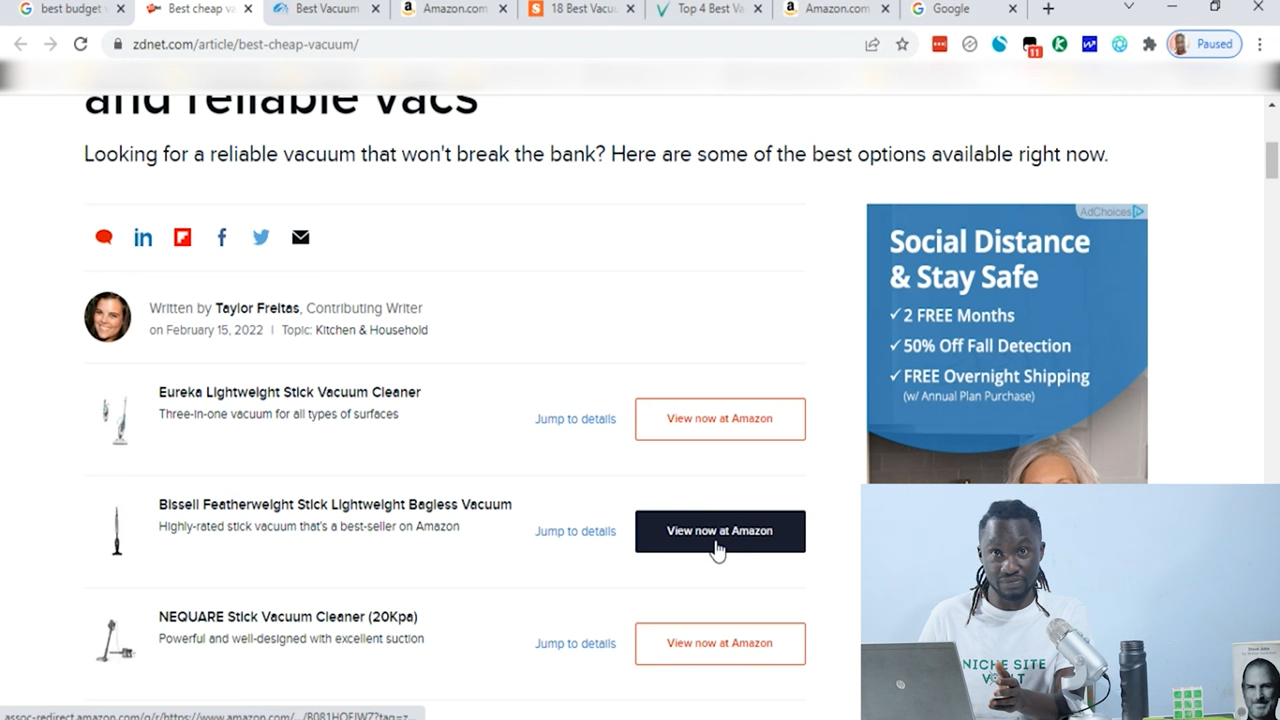 best budget
Best cheap va
Best Vacuum
Amazon.com
18 Best Vacu
Top 4 Best Va
Amazon.com
Google
zdnet.com/article/best-cheap-vacuum/
11
Paused
and reliable vacs
Looking for a reliable vacuum that won't break the bank? Here are some of the best options available right now.
Written by Taylor Freitas, Contributing Writer
on February 15, 2022 | Topic: Kitchen & Household
Eureka Lightweight Stick Vacuum Cleaner
Three-in-one vacuum for all types of surfaces
Jump to details
View now at Amazon
Bissell Featherweight Stick Lightweight Bagless Vacuum
Highly-rated stick vacuum that's a best-seller on Amazon
Jump to details
View now at Amazon
NEQUARE Stick Vacuum Cleaner (20Kpa)
Powerful and well-designed with excellent suction
Jump to details
View now at Amazon
AdChoices
Social Distance
& Stay Safe
✓2 FREE Months
✓50% Off Fall Detection
✓FREE Overnight Shipping
(w/ Annual Plan Purchase)
NICHE SITE
VAULT
Steve Jobs